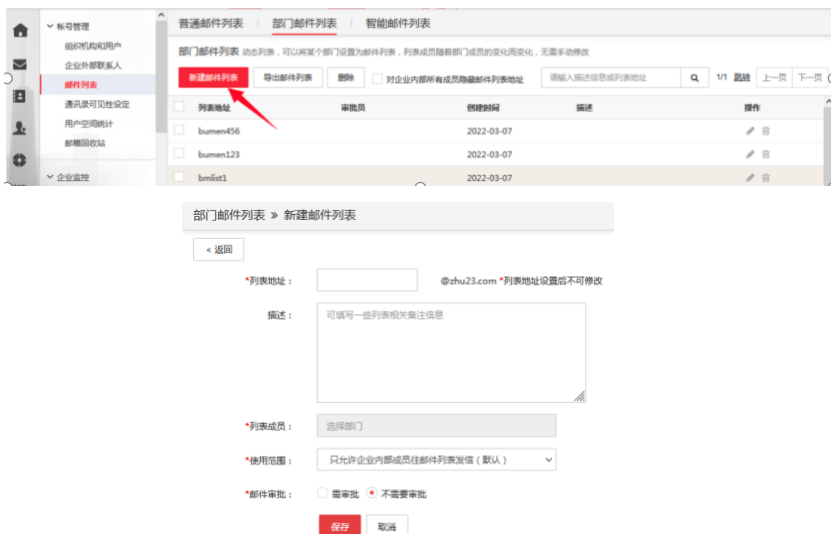 帐号管理
组织机构和用户
企业外部联系人
邮件列表
通讯录可见性设定
用户空间统计
邮箱回收站
企业监控
普通邮件列表 部门邮件列表 智能邮件列表
部门邮件列表 动态列表，可以将某个部门设置为邮件列表，列表成员随着部门成员的变化而变化，无需手动修改
新建邮件列表 导出邮件列表 删除 对企业内部所有成员隐藏邮件列表地址 请输入描述信息或列表地址 1/1 跳转 上一页 下一页
列表地址 审批员 创建时间 描述 操作
bumen456 2022-03-07
bumen123 2022-03-07
bmlist1 2022-03-07
部门邮件列表 » 新建邮件列表
< 返回
*列表地址： @zhu23.com *列表地址设置后不可修改
描述： 可填写一些列表相关备注信息
*列表成员： 选择部门
*使用范围： 只允许企业内部成员往邮件列表发信（默认）
*邮件审批： 需审批 不需要审批
保存 取消